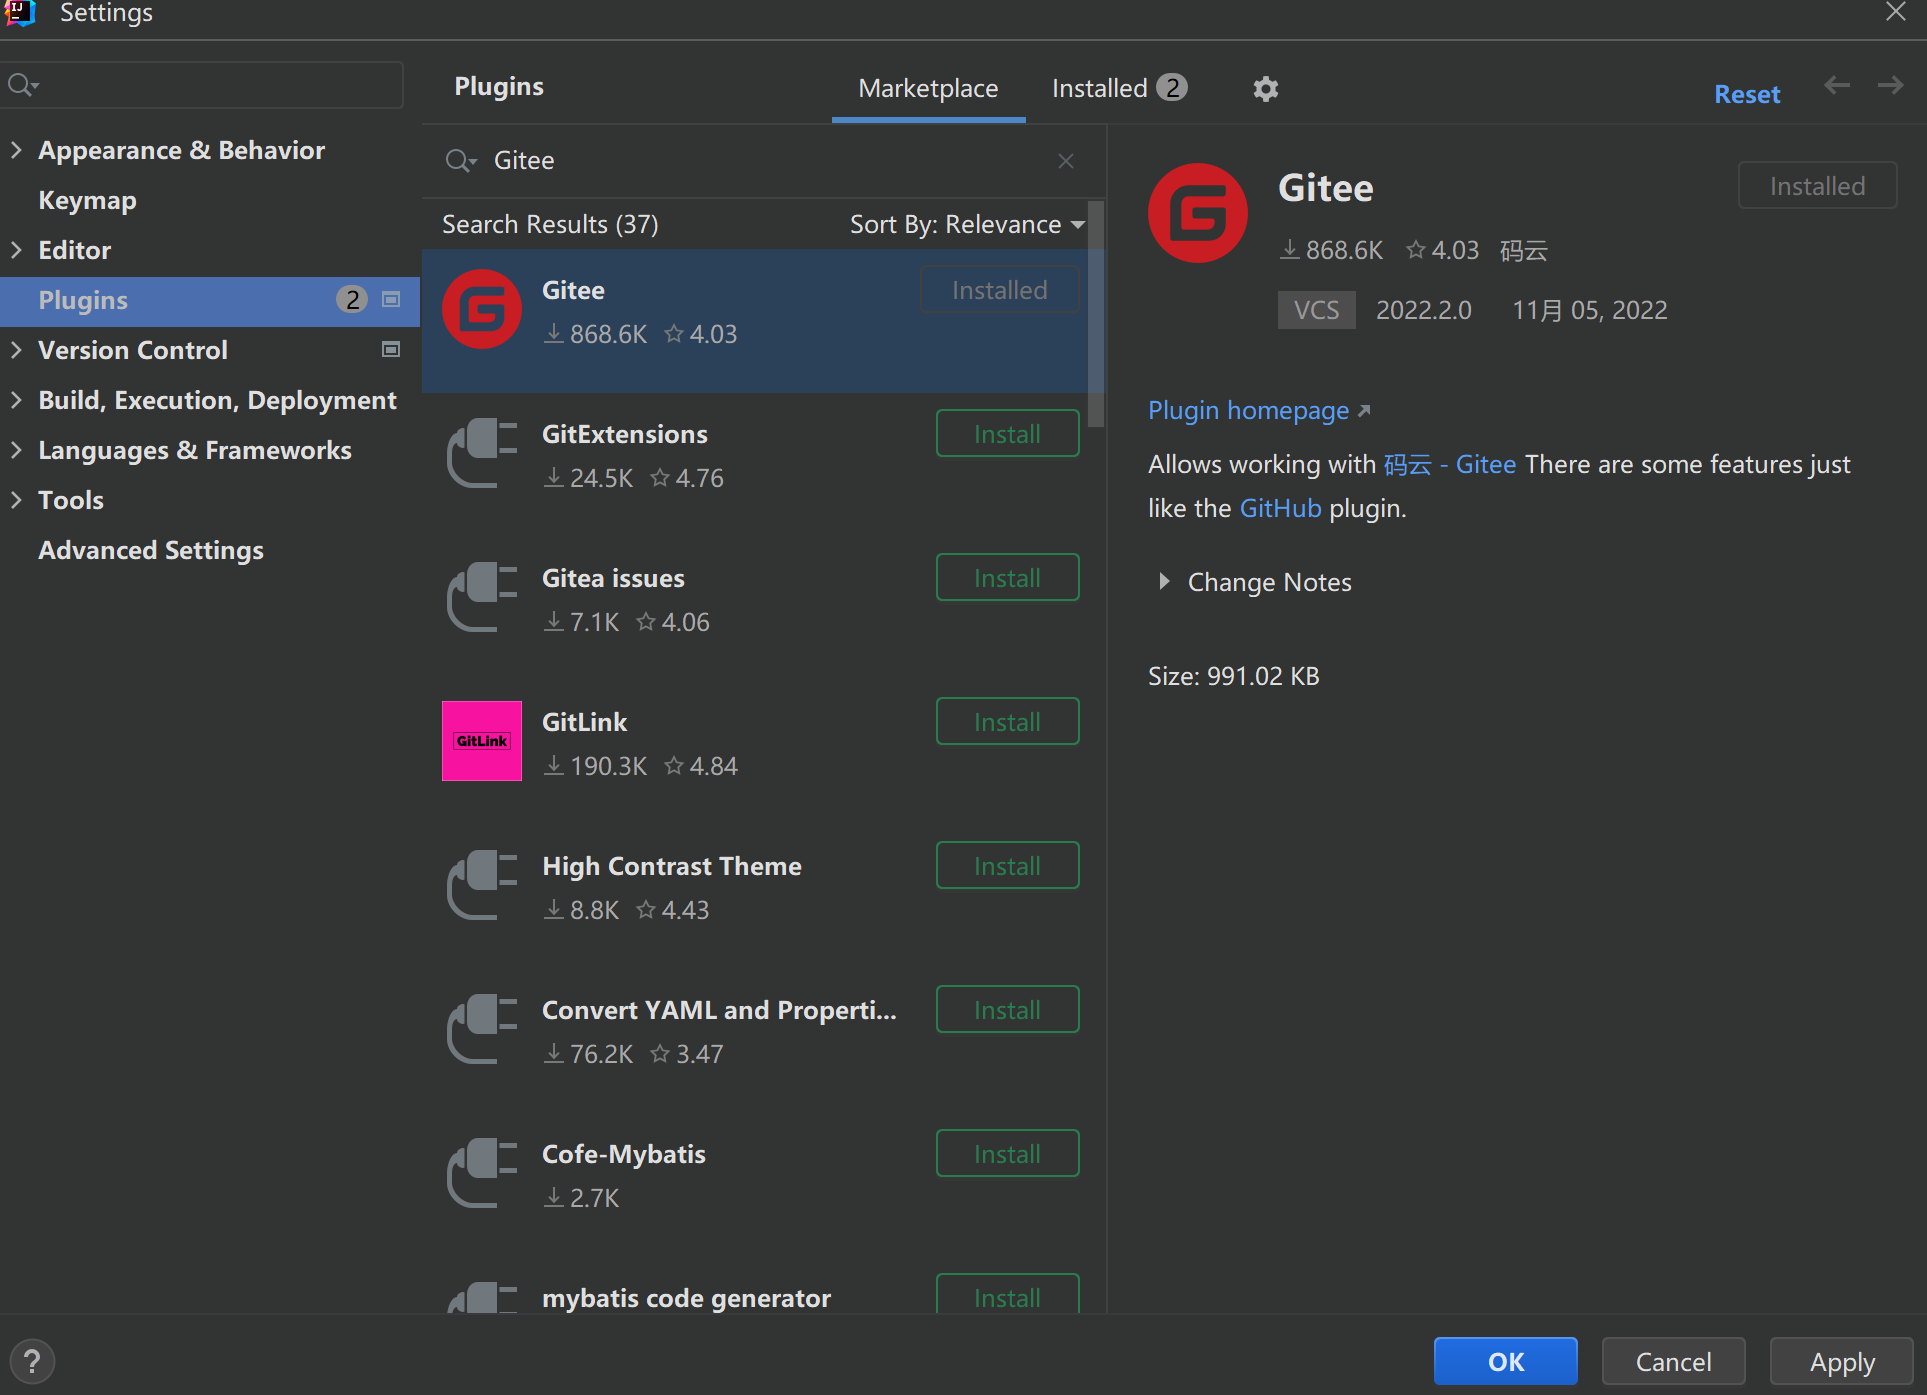 Settings
Appearance & Behavior
Keymap
Editor
Plugins 2
Version Control
Build, Execution, Deployment
Languages & Frameworks
Tools
Advanced Settings
Plugins Marketplace Installed 2 Reset
Gitee
Search Results (37) Sort By: Relevance
Gitee Installed
868.6K 4.03
GitExtensions Install
24.5K 4.76
Gitea issues Install
7.1K 4.06
GitLink
GitLink Install
190.3K 4.84
High Contrast Theme Install
8.8K 4.43
Convert YAML and Properti... Install
76.2K 3.47
Cofe-Mybatis Install
2.7K
mybatis code generator Install
Gitee Installed
868.6K 4.03 码云
VCS 2022.2.0 11月 05, 2022
Plugin homepage
Allows working with 码云 - Gitee There are some features just
like the GitHub plugin.
Change Notes
Size: 991.02 KB
? OK Cancel Apply